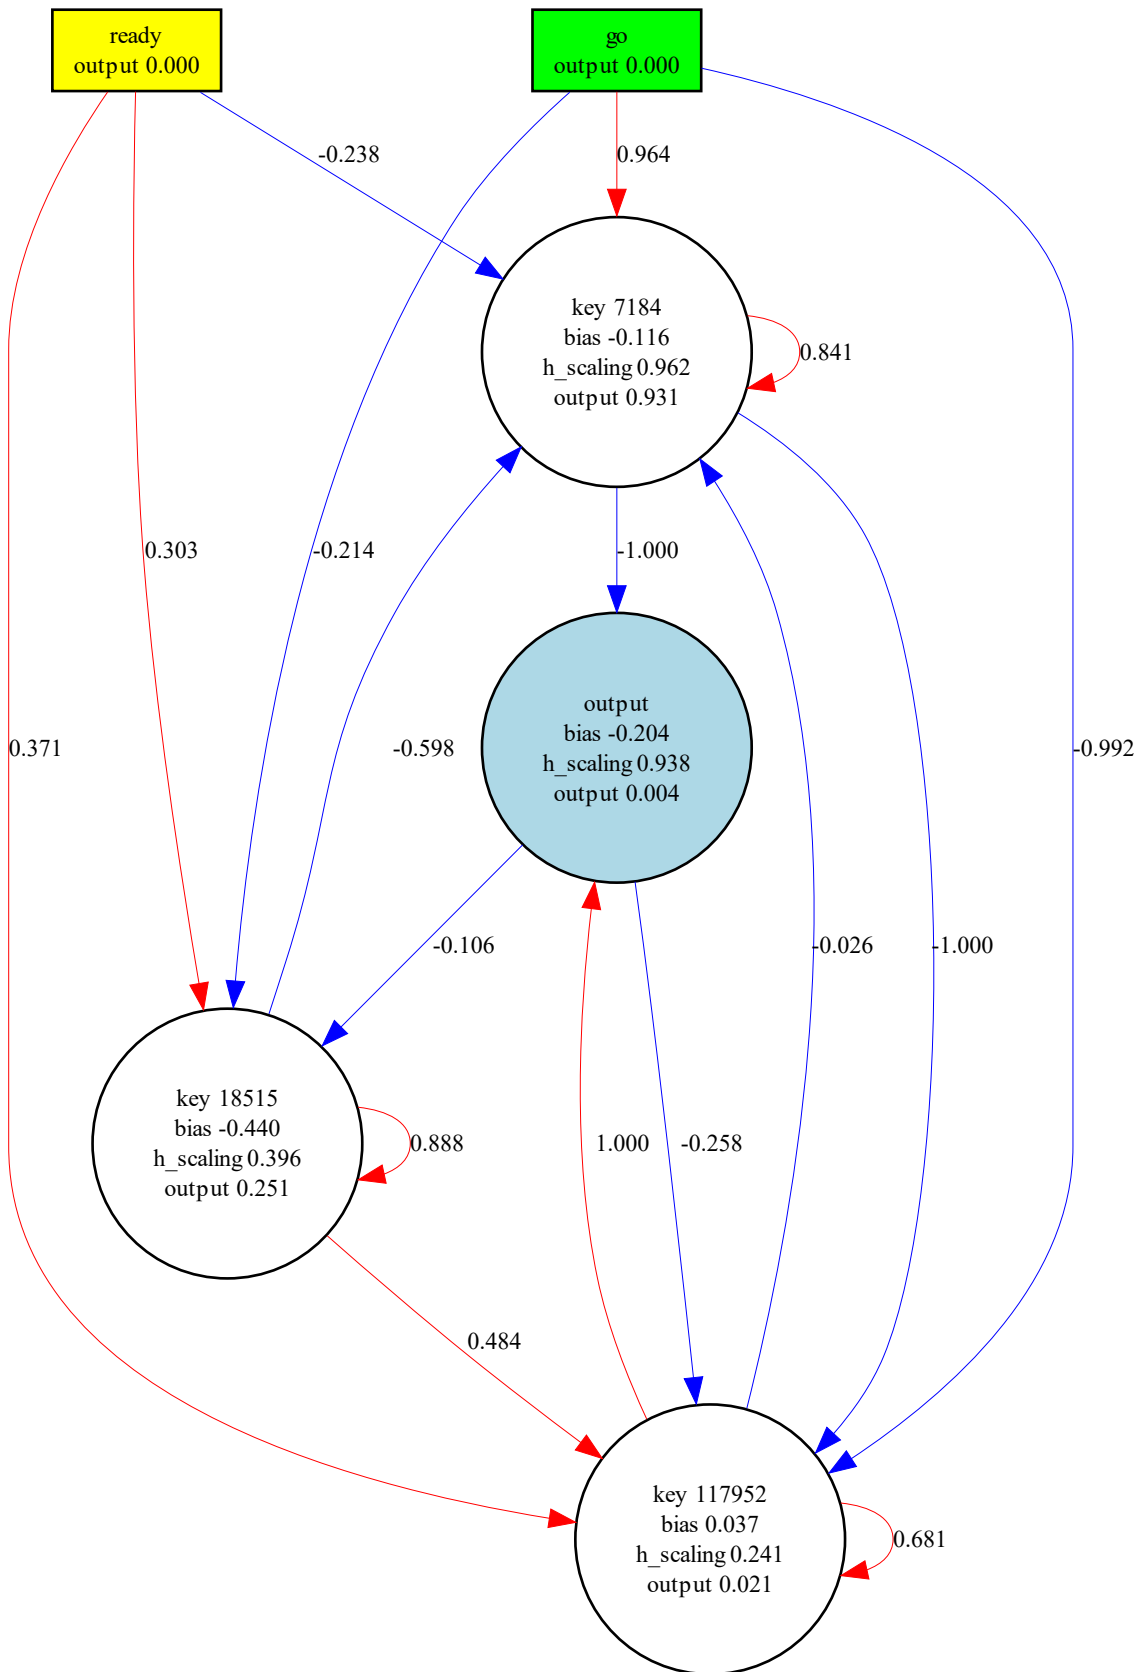 ready
output 0.000
go
output 0.000
-0.238
0.964
key 7184
bias -0.116
h_scaling 0.962
output 0.931
0.841
0.303
-0.214
-1.000
output
bias -0.204
h_scaling 0.938
output 0.004
0.371
-0.598
-0.992
-0.106
-0.026
-1.000
key 18515
bias -0.440
h_scaling 0.396
output 0.251
0.888
1.000
-0.258
0.484
key 117952
bias 0.037
h_scaling 0.241
output 0.021
0.681